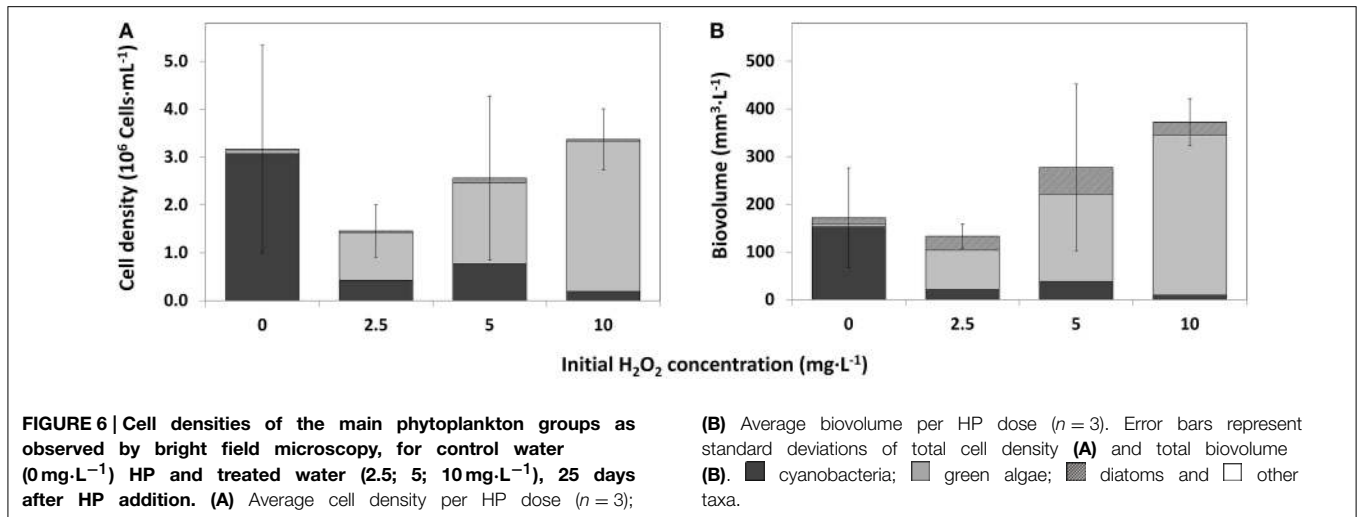 A
Cell density (10⁶ Cells·mL⁻¹)
5.0
4.0
3.0
2.0
1.0
0.0
0 2.5 5 10
B
Biovolume (mm³·L⁻¹)
500
400
300
200
100
0
0 2.5 5 10
Initial H₂O₂ concentration (mg·L⁻¹)
FIGURE 6 | Cell densities of the main phytoplankton groups as
observed by bright field microscopy, for control water
(0 mg·L⁻¹) HP and treated water (2.5; 5; 10 mg·L⁻¹), 25 days
after HP addition. (A) Average cell density per HP dose (n = 3);
(B) Average biovolume per HP dose (n = 3). Error bars represent
standard deviations of total cell density (A) and total biovolume
(B). cyanobacteria; green algae; diatoms and other
taxa.